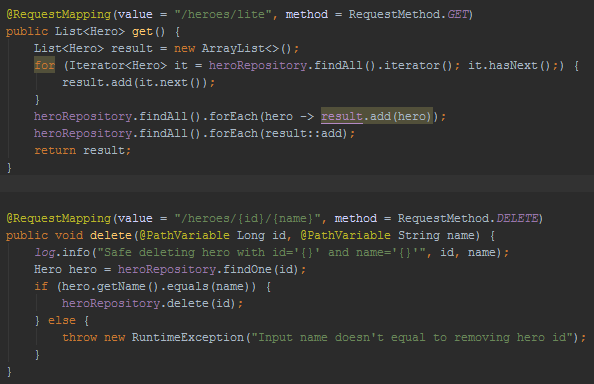 @RequestMapping(value = "/heroes/lite", method = RequestMethod.GET)
public List<Hero> get() {
    List<Hero> result = new ArrayList<>();
    for (Iterator<Hero> it = heroRepository.findAll().iterator(); it.hasNext();) {
        result.add(it.next());
    }
    heroRepository.findAll().forEach(hero -> result.add(hero));
    heroRepository.findAll().forEach(result::add);
    return result;
}
@RequestMapping(value = "/heroes/{id}/{name}", method = RequestMethod.DELETE)
public void delete(@PathVariable Long id, @PathVariable String name) {
    log.info("Safe deleting hero with id='{}' and name='{}'", id, name);
    Hero hero = heroRepository.findOne(id);
    if (hero.getName().equals(name)) {
        heroRepository.delete(id);
    } else {
        throw new RuntimeException("Input name doesn't equal to removing hero id");
    }
}